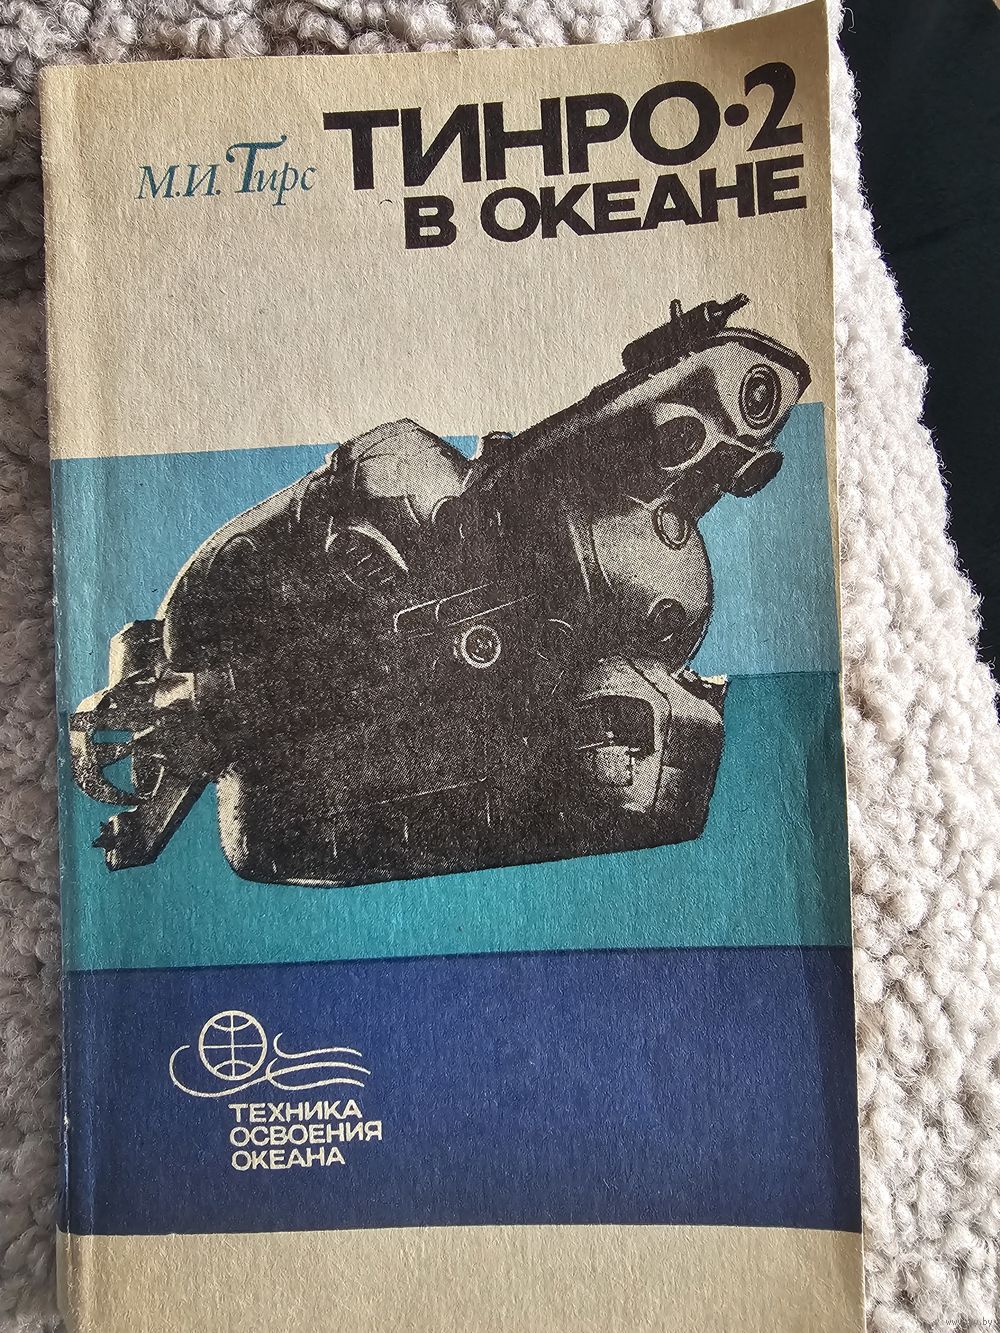 М.И. Тирс
ТИНРО·2
В ОКЕАНЕ
ТЕХНИКА
ОСВОЕНИЯ
ОКЕАНА